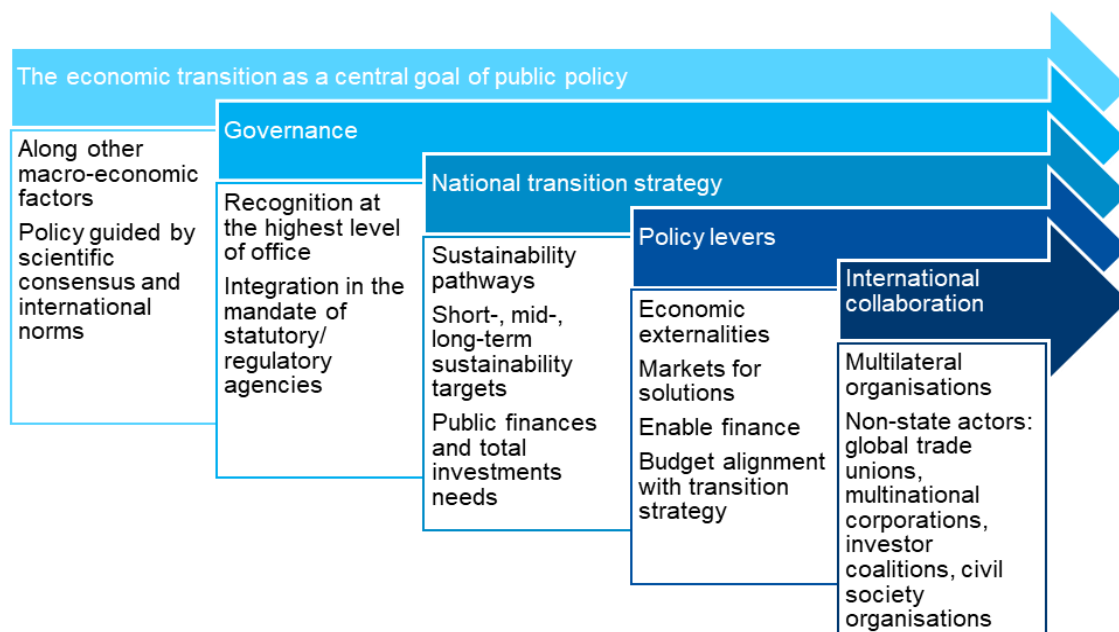 The economic transition as a central goal of public policy
Along other
macro-economic
factors
Policy guided by
scientific
consensus and
international
norms
Governance
Recognition at
the highest level
of office
Integration in the
mandate of
statutory/
regulatory
agencies
National transition strategy
Sustainability
pathways
Short-, mid-,
long-term
sustainability
targets
Public finances
and total
investments
needs
Policy levers
Economic
externalities
Markets for
solutions
Enable finance
Budget alignment
with transition
strategy
International
collaboration
Multilateral
organisations
Non-state actors:
global trade
unions,
multinational
corporations,
investor
coalitions, civil
society
organisations